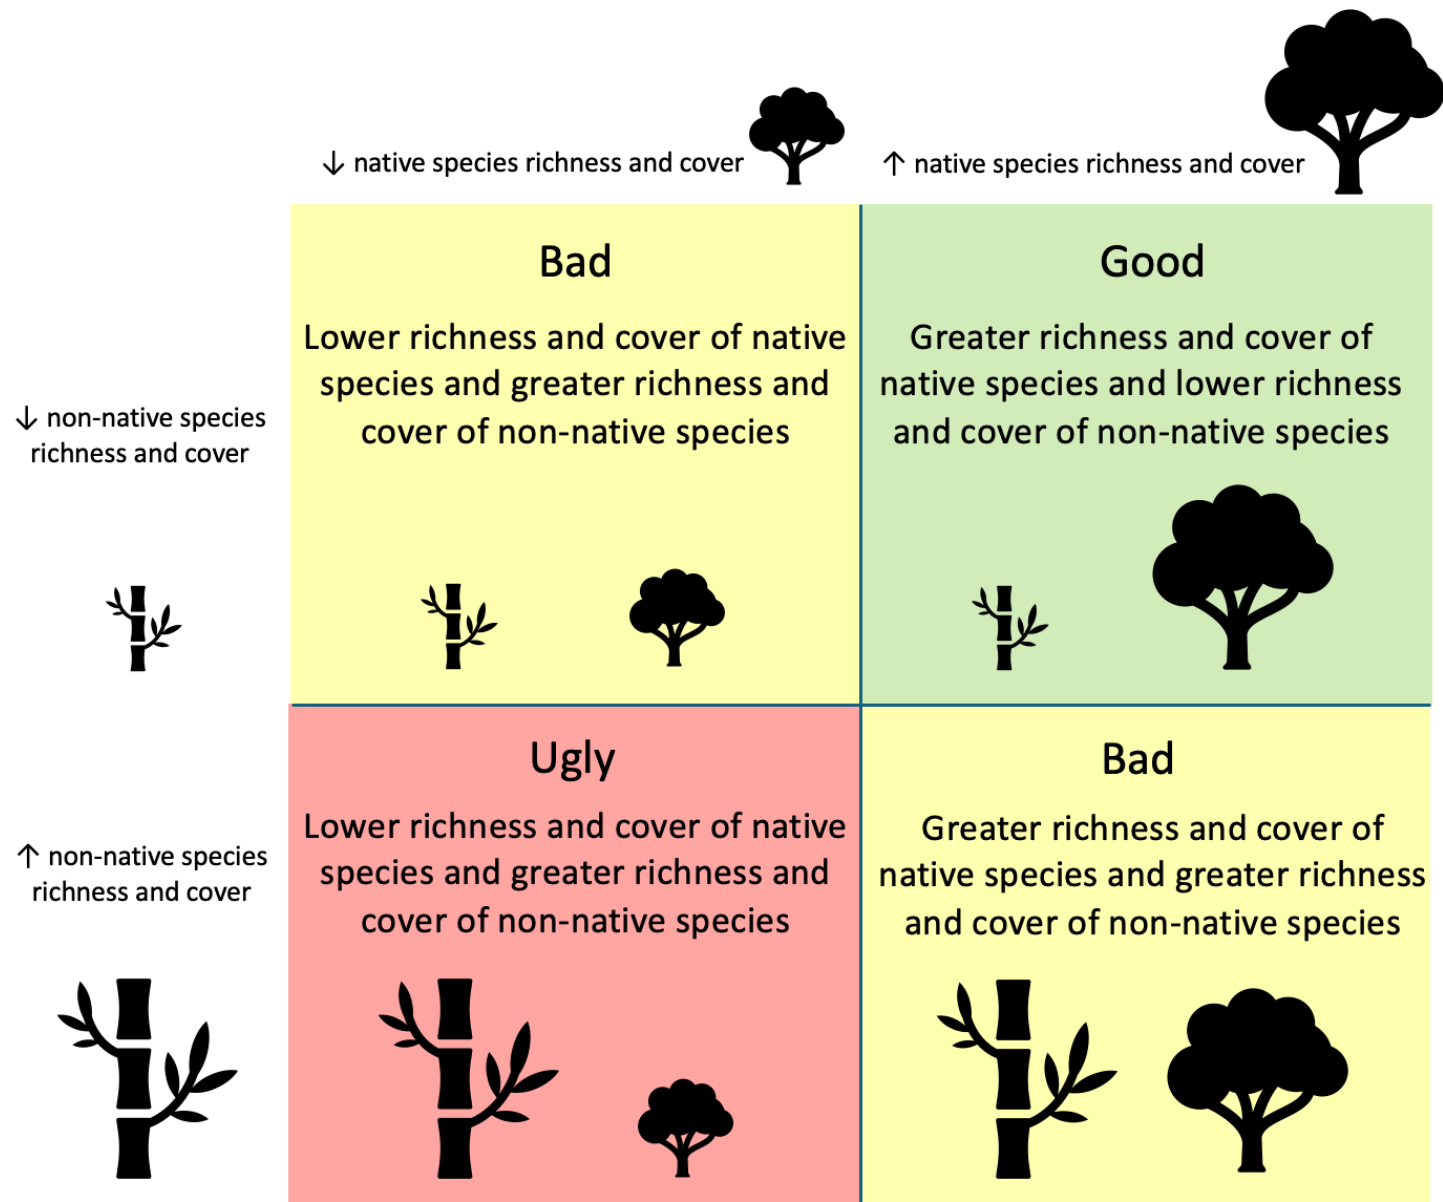 ↓ native species richness and cover
↑ native species richness and cover
↓ non-native species
richness and cover
Bad
Lower richness and cover of native
species and greater richness and
cover of non-native species
Good
Greater richness and cover of
native species and lower richness
and cover of non-native species
↑ non-native species
richness and cover
Ugly
Lower richness and cover of native
species and greater richness and
cover of non-native species
Bad
Greater richness and cover of
native species and greater richness
and cover of non-native species